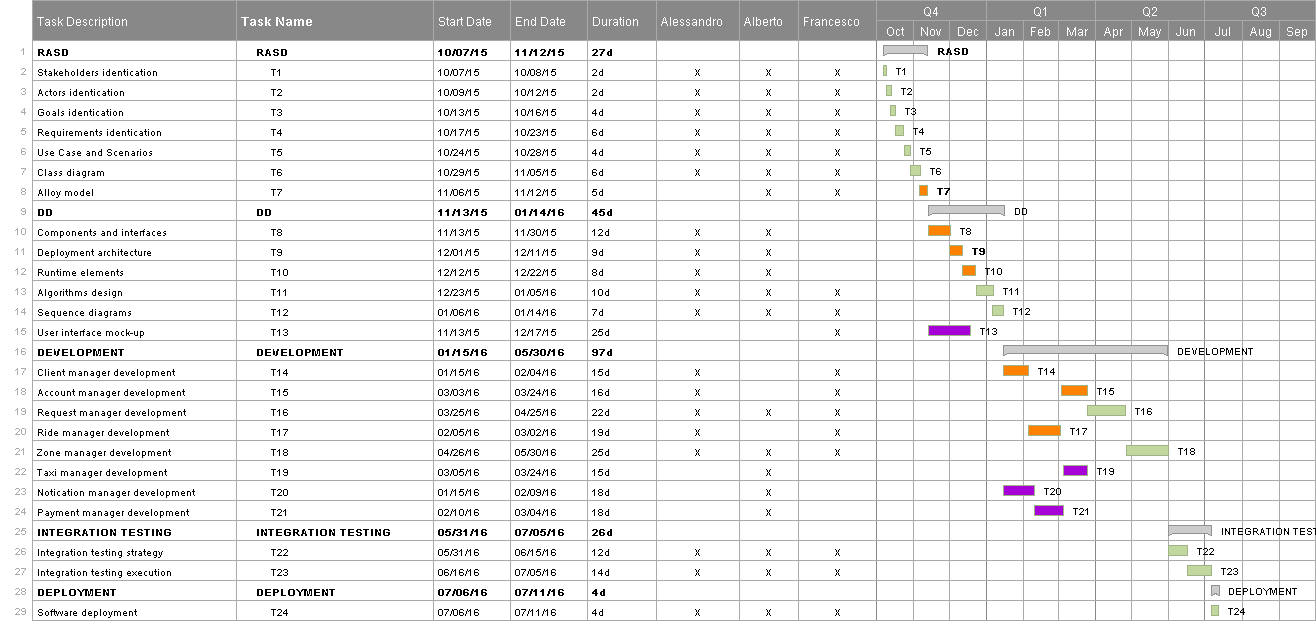 Task Description Task Name Start Date End Date Duration Alessandro Alberto Francesco Q4 Q1 Q2 Q3
Oct Nov Dec Jan Feb Mar Apr May Jun Jul Aug Sep
1 RASD RASD 10/07/15 11/12/15 27d RASD
2 Stakeholders identication T1 10/07/15 10/08/15 2d X X X T1
3 Actors identication T2 10/09/15 10/12/15 2d X X X T2
4 Goals identication T3 10/13/15 10/16/15 4d X X X T3
5 Requirements identication T4 10/17/15 10/23/15 6d X X X T4
6 Use Case and Scenarios T5 10/24/15 10/28/15 4d X X X T5
7 Class diagram T6 10/29/15 11/05/15 6d X X X T6
8 Alloy model T7 11/06/15 11/12/15 5d X X T7
9 DD DD 11/13/15 01/14/16 45d DD
10 Components and interfaces T8 11/13/15 11/30/15 12d X X T8
11 Deployment architecture T9 12/01/15 12/11/15 9d X X T9
12 Runtime elements T10 12/12/15 12/22/15 8d X X T10
13 Algorithms design T11 12/23/15 01/05/16 10d X X X T11
14 Sequence diagrams T12 01/06/16 01/14/16 7d X X X T12
15 User interface mock-up T13 11/13/15 12/17/15 25d X T13
16 DEVELOPMENT DEVELOPMENT 01/15/16 05/30/16 97d DEVELOPMENT
17 Client manager development T14 01/15/16 02/04/16 15d X X T14
18 Account manager development T15 03/03/16 03/24/16 16d X X T15
19 Request manager development T16 03/25/16 04/25/16 22d X X X T16
20 Ride manager development T17 02/05/16 03/02/16 19d X X T17
21 Zone manager development T18 04/26/16 05/30/16 25d X X X T18
22 Taxi manager development T19 03/05/16 03/24/16 15d X T19
23 Notication manager development T20 01/15/16 02/09/16 18d X T20
24 Payment manager development T21 02/10/16 03/04/16 18d X T21
25 INTEGRATION TESTING INTEGRATION TESTING 05/31/16 07/05/16 26d INTEGRATION TEST
26 Integration testing strategy T22 05/31/16 06/15/16 12d X X X T22
27 Integration testing execution T23 06/16/16 07/05/16 14d X X X T23
28 DEPLOYMENT DEPLOYMENT 07/06/16 07/11/16 4d DEPLOYMENT
29 Software deployment T24 07/06/16 07/11/16 4d X X X T24